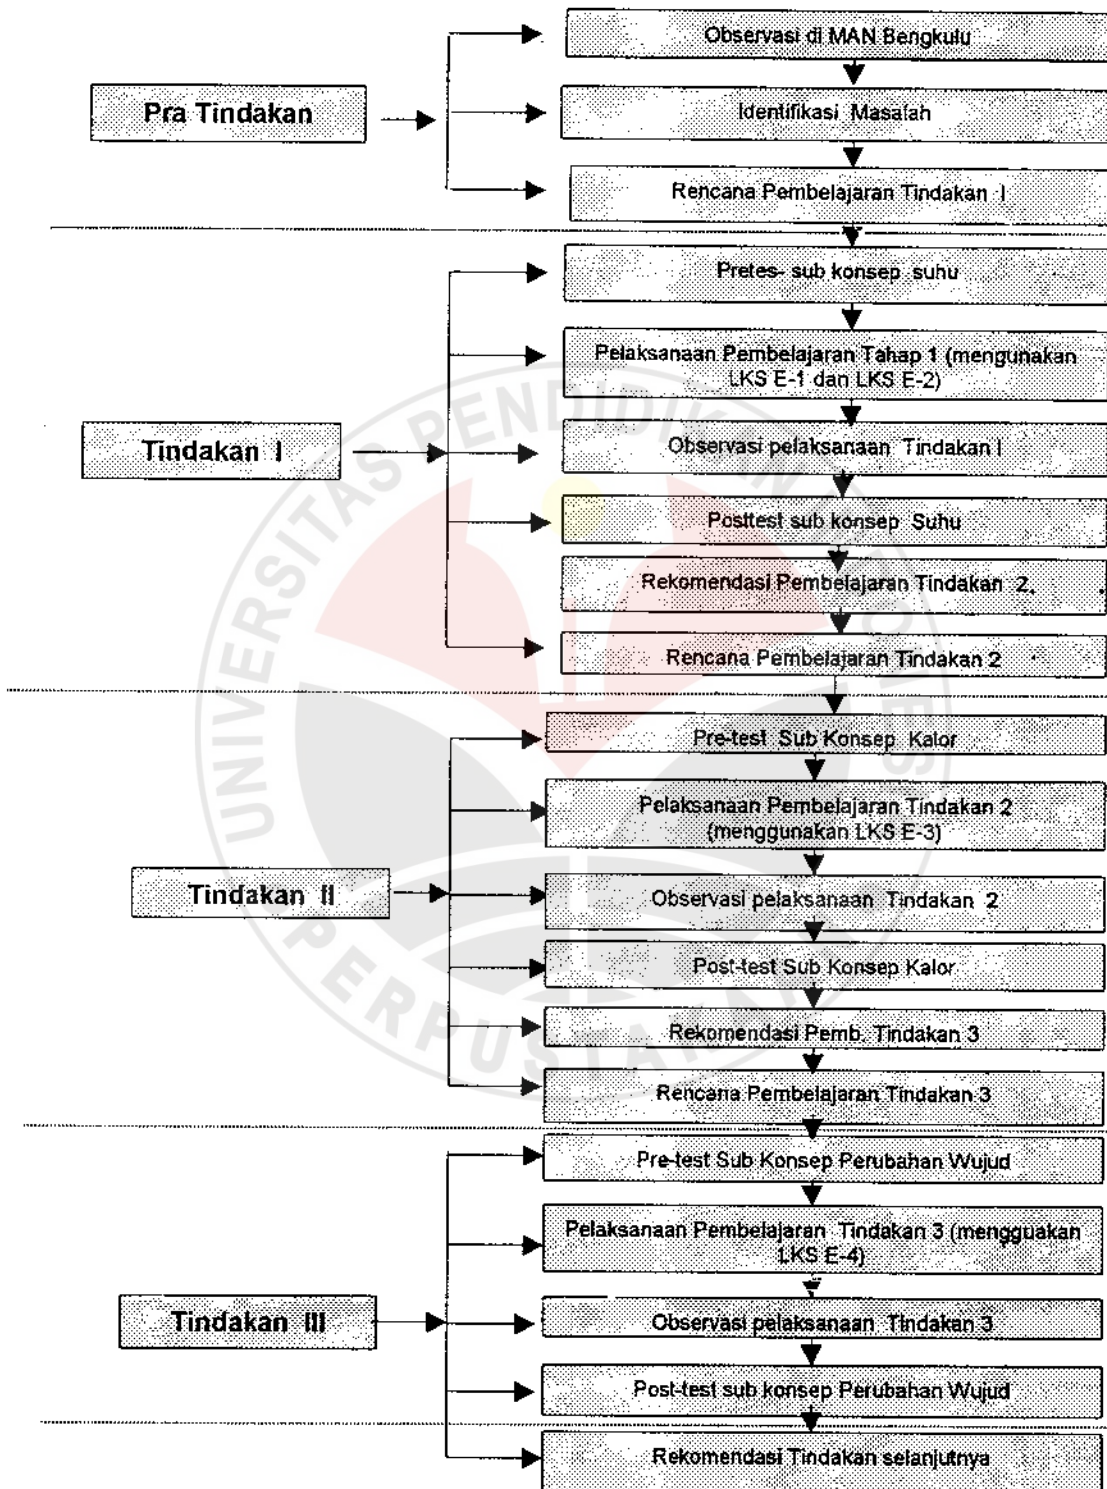 Observasi di MAN Bengkulu
Pra Tindakan
Identifikasi Masalah
Rencana Pembelajaran Tindakan I
Pretes- sub konsep suhu
Pelaksanaan Pembelajaran Tahap 1 (mengunakan
LKS E-1 dan LKS E-2)
Tindakan I
Observasi pelaksanaan Tindakan I
Posttest sub konsep Suhu
Rekomendasi Pembelajaran Tindakan 2.
Rencana Pembelajaran Tindakan 2
Pre-test Sub Konsep Kalor
Pelaksanaan Pembelajaran Tindakan 2
(menggunakan LKS E-3)
Tindakan II
Observasi pelaksanaan Tindakan 2
Post-test Sub Konsep Kalor
Rekomendasi Pemb. Tindakan 3
Rencana Pembelajaran Tindakan 3
Pre-test Sub Konsep Perubahan Wujud
Pelaksanaan Pembelajaran Tindakan 3 (mengguakan
LKS E-4)
Tindakan III
Observasi pelaksanaan Tindakan 3
Post-test sub konsep Perubahan Wujud
Rekomendasi Tindakan selanjutnya
UNIVERSITAS PENDIDIKAN INDONESIA
PERPUSTAKAAN